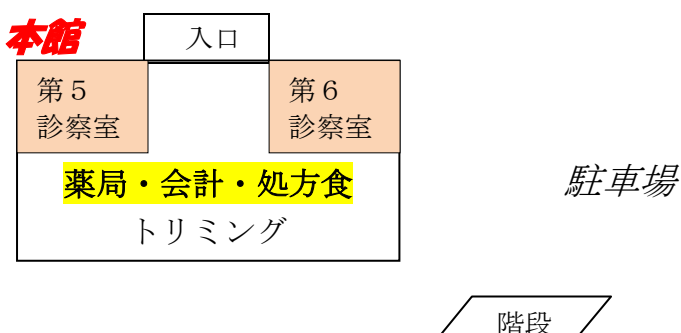 本館
入口
第５
診察室
第６
診察室
薬局・会計・処方食
トリミング
駐車場
階段